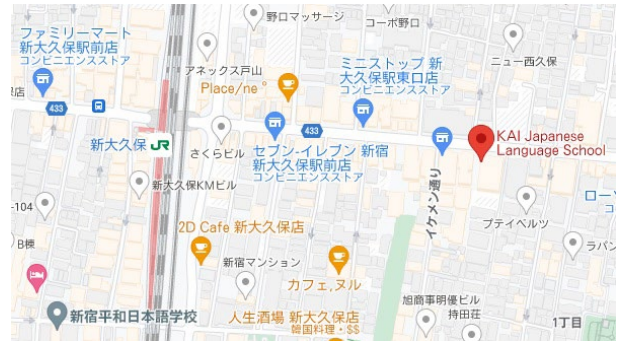 野口マッサージ
コーポ野口
ファミリーマート
新大久保駅前店
コンビニエンスストア
アネックス戸山
Place/ne °
ミニストップ 新
大久保駅東口店
コンビニエンスストア
ニュー西久保
店
433
新大久保 JR
さくらビル
433
セブン-イレブン 新宿
新大久保駅前店
コンビニエンスストア
KAI Japanese
Language School
新大久保KMビル
イケメン通り
ロー
-104
2D Cafe 新大久保店
プティベルツ
B棟
新宿マンション
カフェ,ヌル
ラパン
旭商事明優ビル
持田荘
新宿平和日本語学校
人生酒場 新大久保店
韓国料理・$$
1丁目